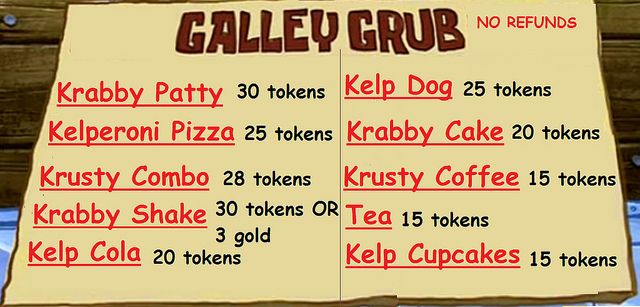 GALLEY GRUB
NO REFUNDS
Krabby Patty 30 tokens
Kelperoni Pizza 25 tokens
Krusty Combo 28 tokens
Krabby Shake 30 tokens OR
3 gold
Kelp Cola 20 tokens
Kelp Dog 25 tokens
Krabby Cake 20 tokens
Krusty Coffee 15 tokens
Tea 15 tokens
Kelp Cupcakes 15 tokens